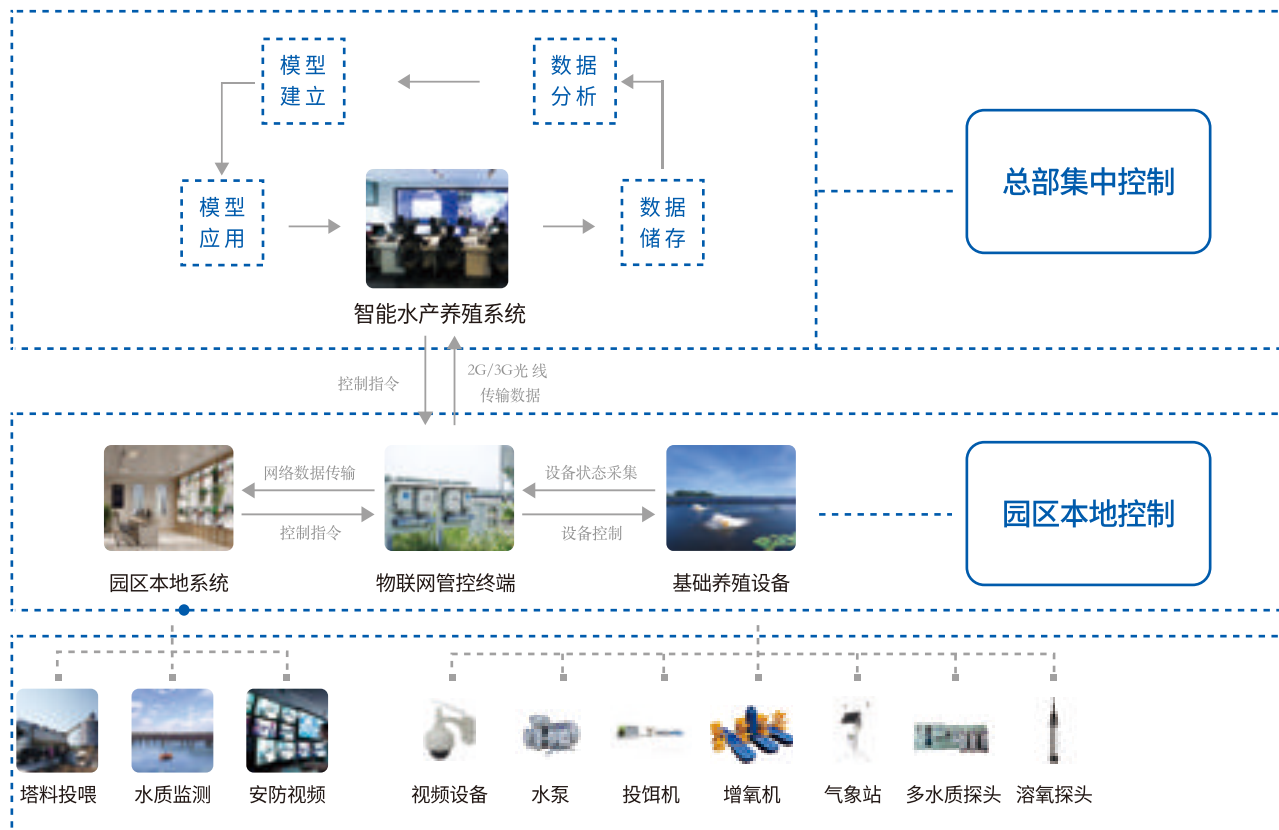 模型
建立
数据
分析
模型
应用
数据
储存
智能水产养殖系统
总部集中控制
控制指令
2G/3G光线
传输数据
网络数据传输
控制指令
设备状态采集
设备控制
园区本地系统
物联网管控终端
基础养殖设备
园区本地控制
塔料投喂
水质监测
安防视频
视频设备
水泵
投饵机
增氧机
气象站
多水质探头
溶氧探头